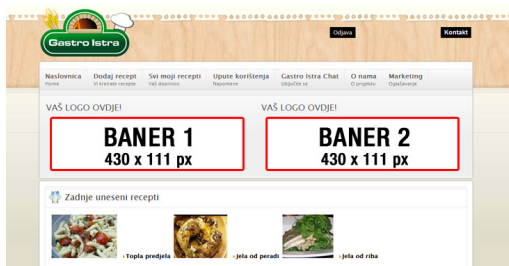 Gastro Istra
Odjava
Kontakt
Naslovnica Dodaj recept Svi moji recepti Upute korištenja Gastro Istra Chat O nama Marketing
Home Vi kreirate recepte Vaš doprinos Napomene Uključite se O projektu Oglašavanje
VAŠ LOGO OVDJE! VAŠ LOGO OVDJE!
BANER 1 BANER 2
430 x 111 px 430 x 111 px
Zadnje uneseni recepti
Topla predjela Jela od peradi Jela od riba